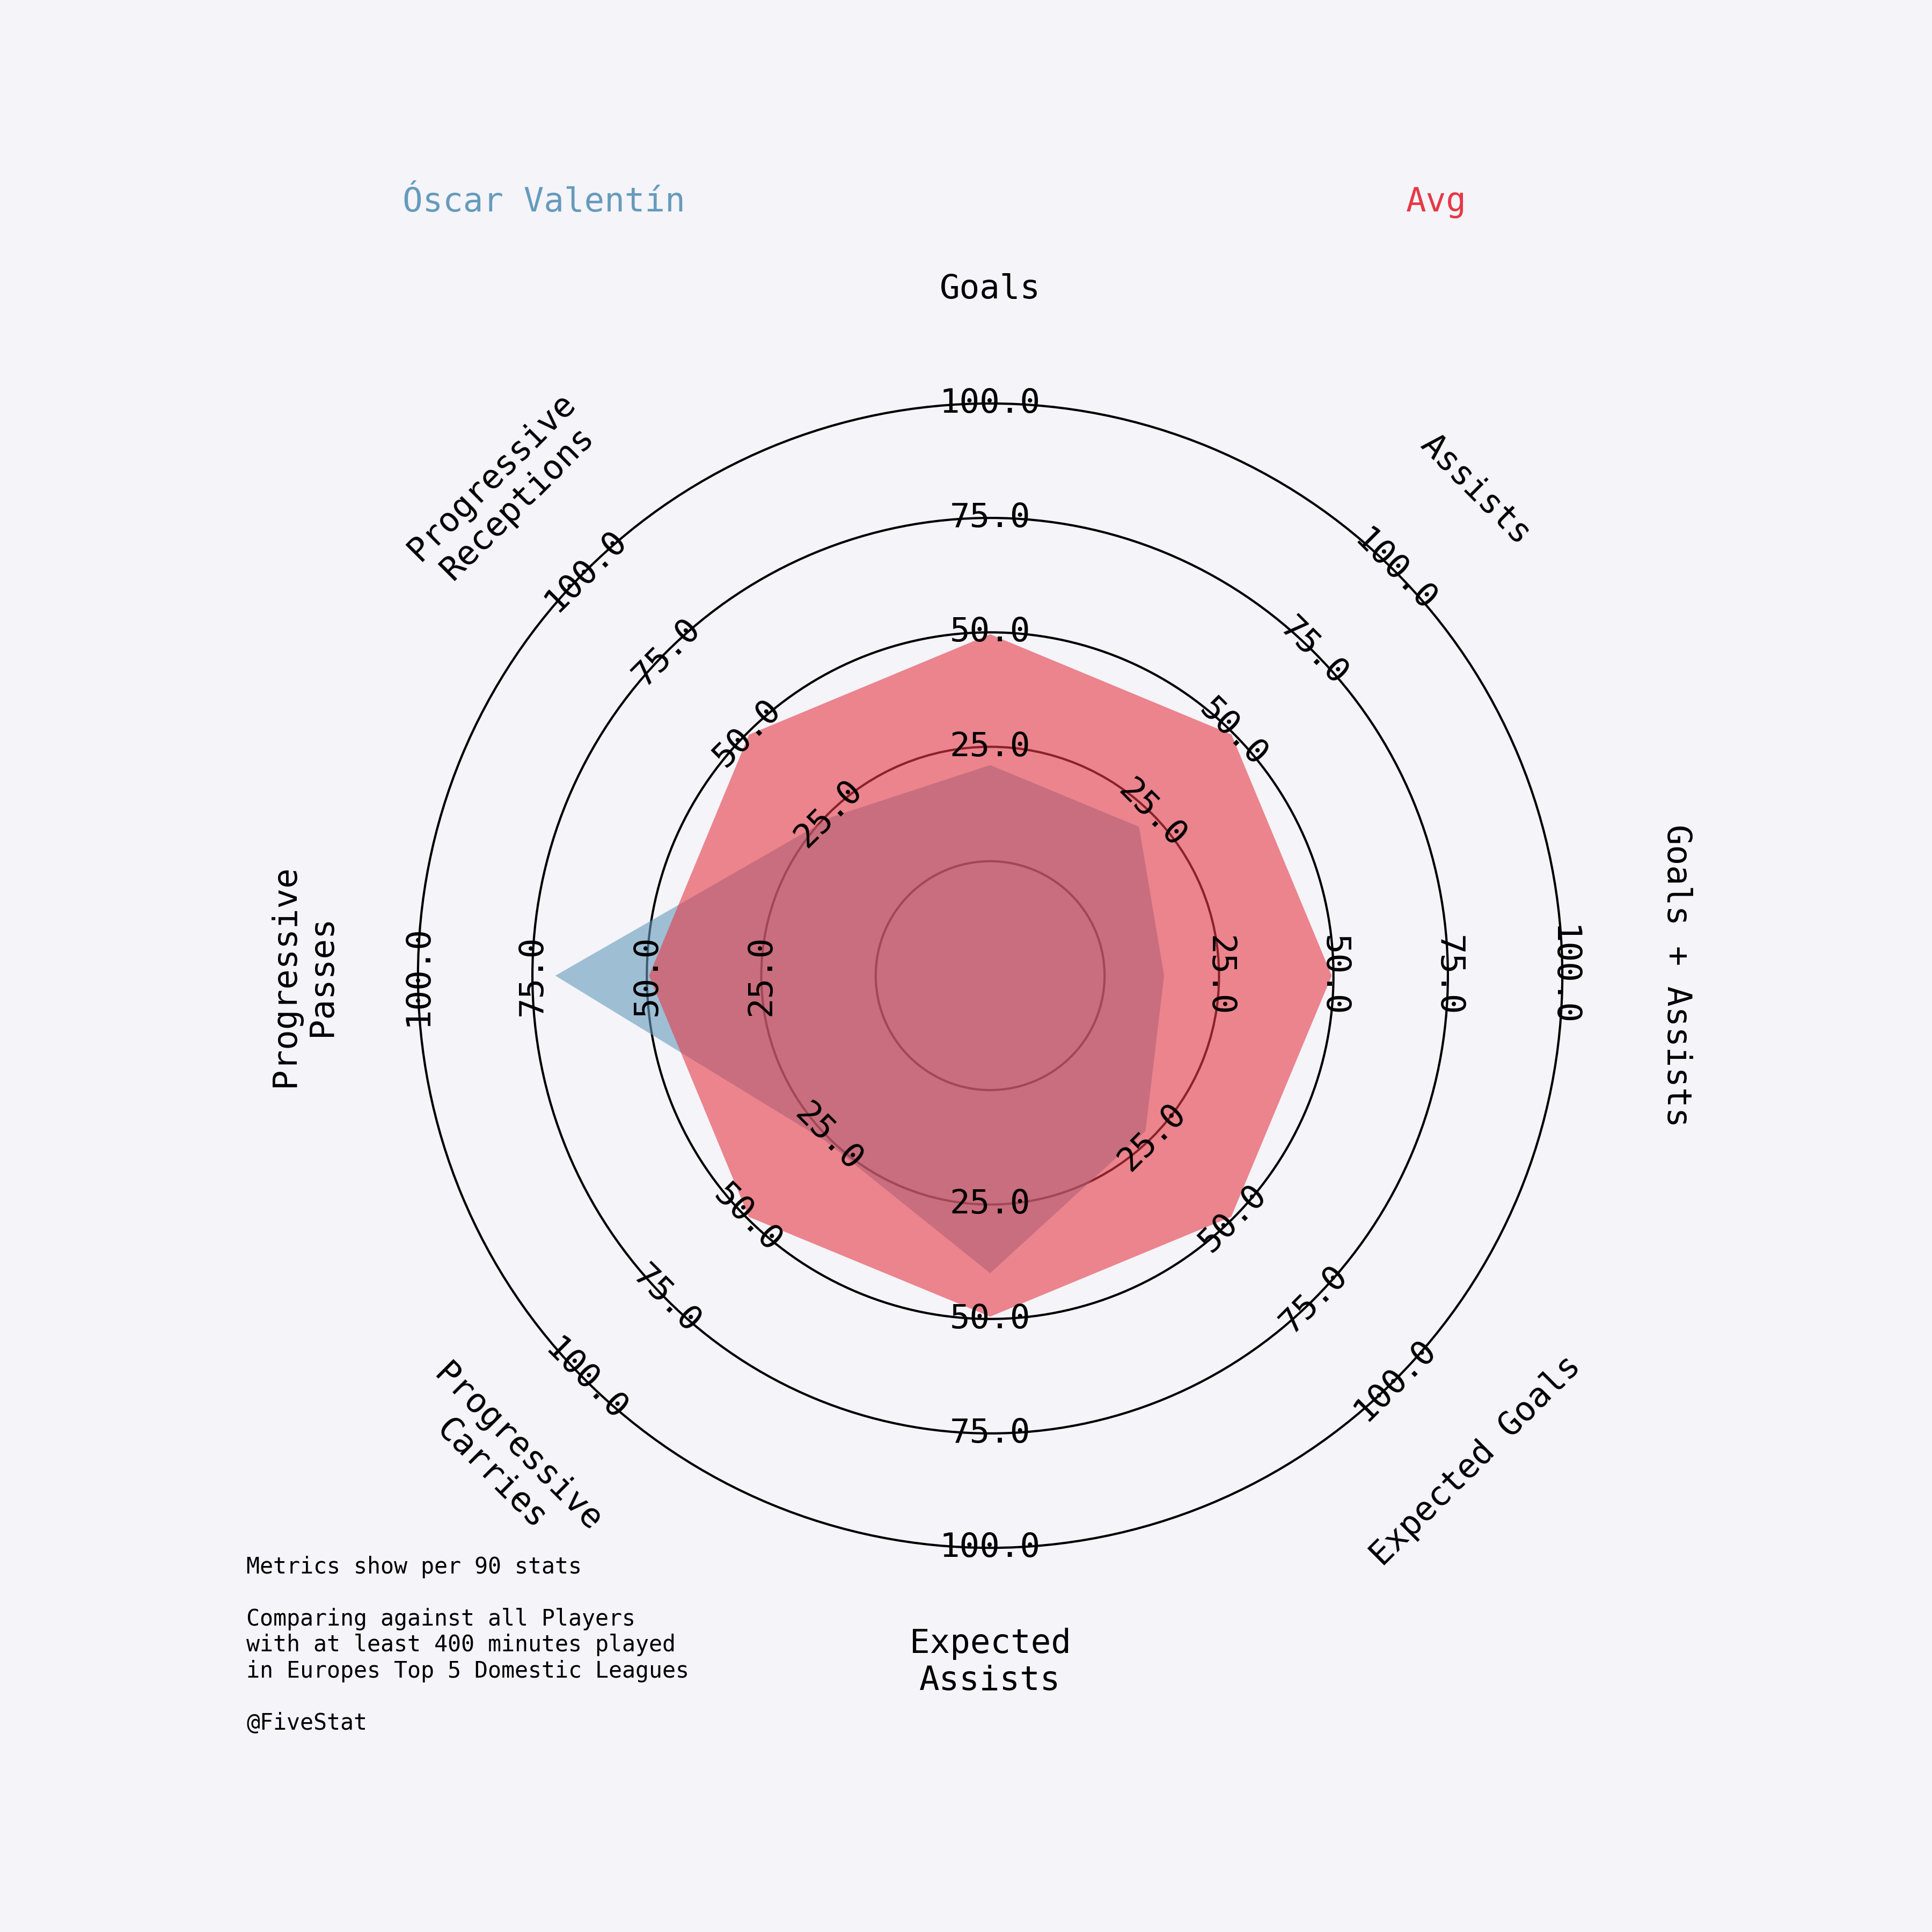 Óscar Valentín
Avg
Goals
Assists
Goals + Assists
Expected Goals
Expected
Assists
Progressive
Carries
Progressive
Passes
Progressive
Receptions
25.0
50.0
75.0
100.0
25.0
50.0
75.0
100.0
25.0
50.0
75.0
100.0
25.0
50.0
75.0
100.0
25.0
50.0
75.0
100.0
25.0
50.0
75.0
100.0
25.0
50.0
75.0
100.0
25.0
50.0
75.0
100.0
Metrics show per 90 stats
Comparing against all Players
with at least 400 minutes played
in Europes Top 5 Domestic Leagues
@FiveStat